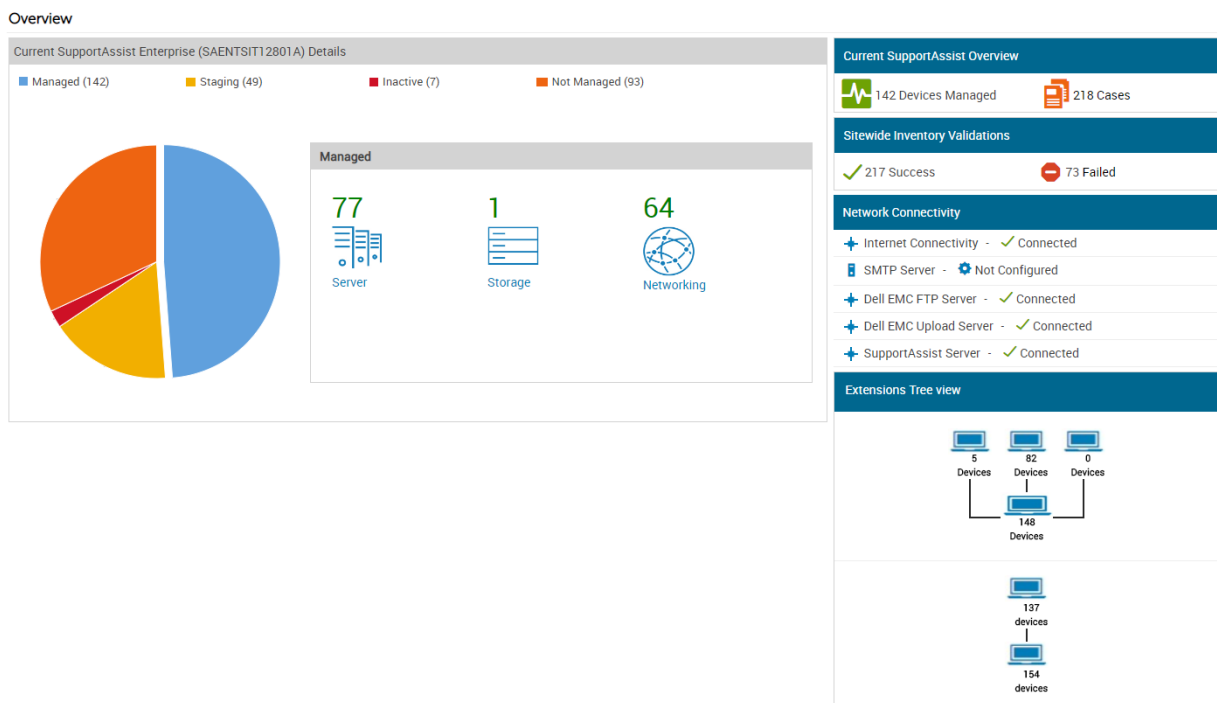 Overview
Current SupportAssist Enterprise (SAENTSIT12801A) Details
Managed (142)
Staging (49)
Inactive (7)
Not Managed (93)
Managed
77
Server
1
Storage
64
Networking
Current SupportAssist Overview
142 Devices Managed
218 Cases
Sitewide Inventory Validations
217 Success
73 Failed
Network Connectivity
Internet Connectivity - Connected
SMTP Server - Not Configured
Dell EMC FTP Server - Connected
Dell EMC Upload Server - Connected
SupportAssist Server - Connected
Extensions Tree view
5
Devices
82
Devices
0
Devices
148
Devices
137
devices
154
devices